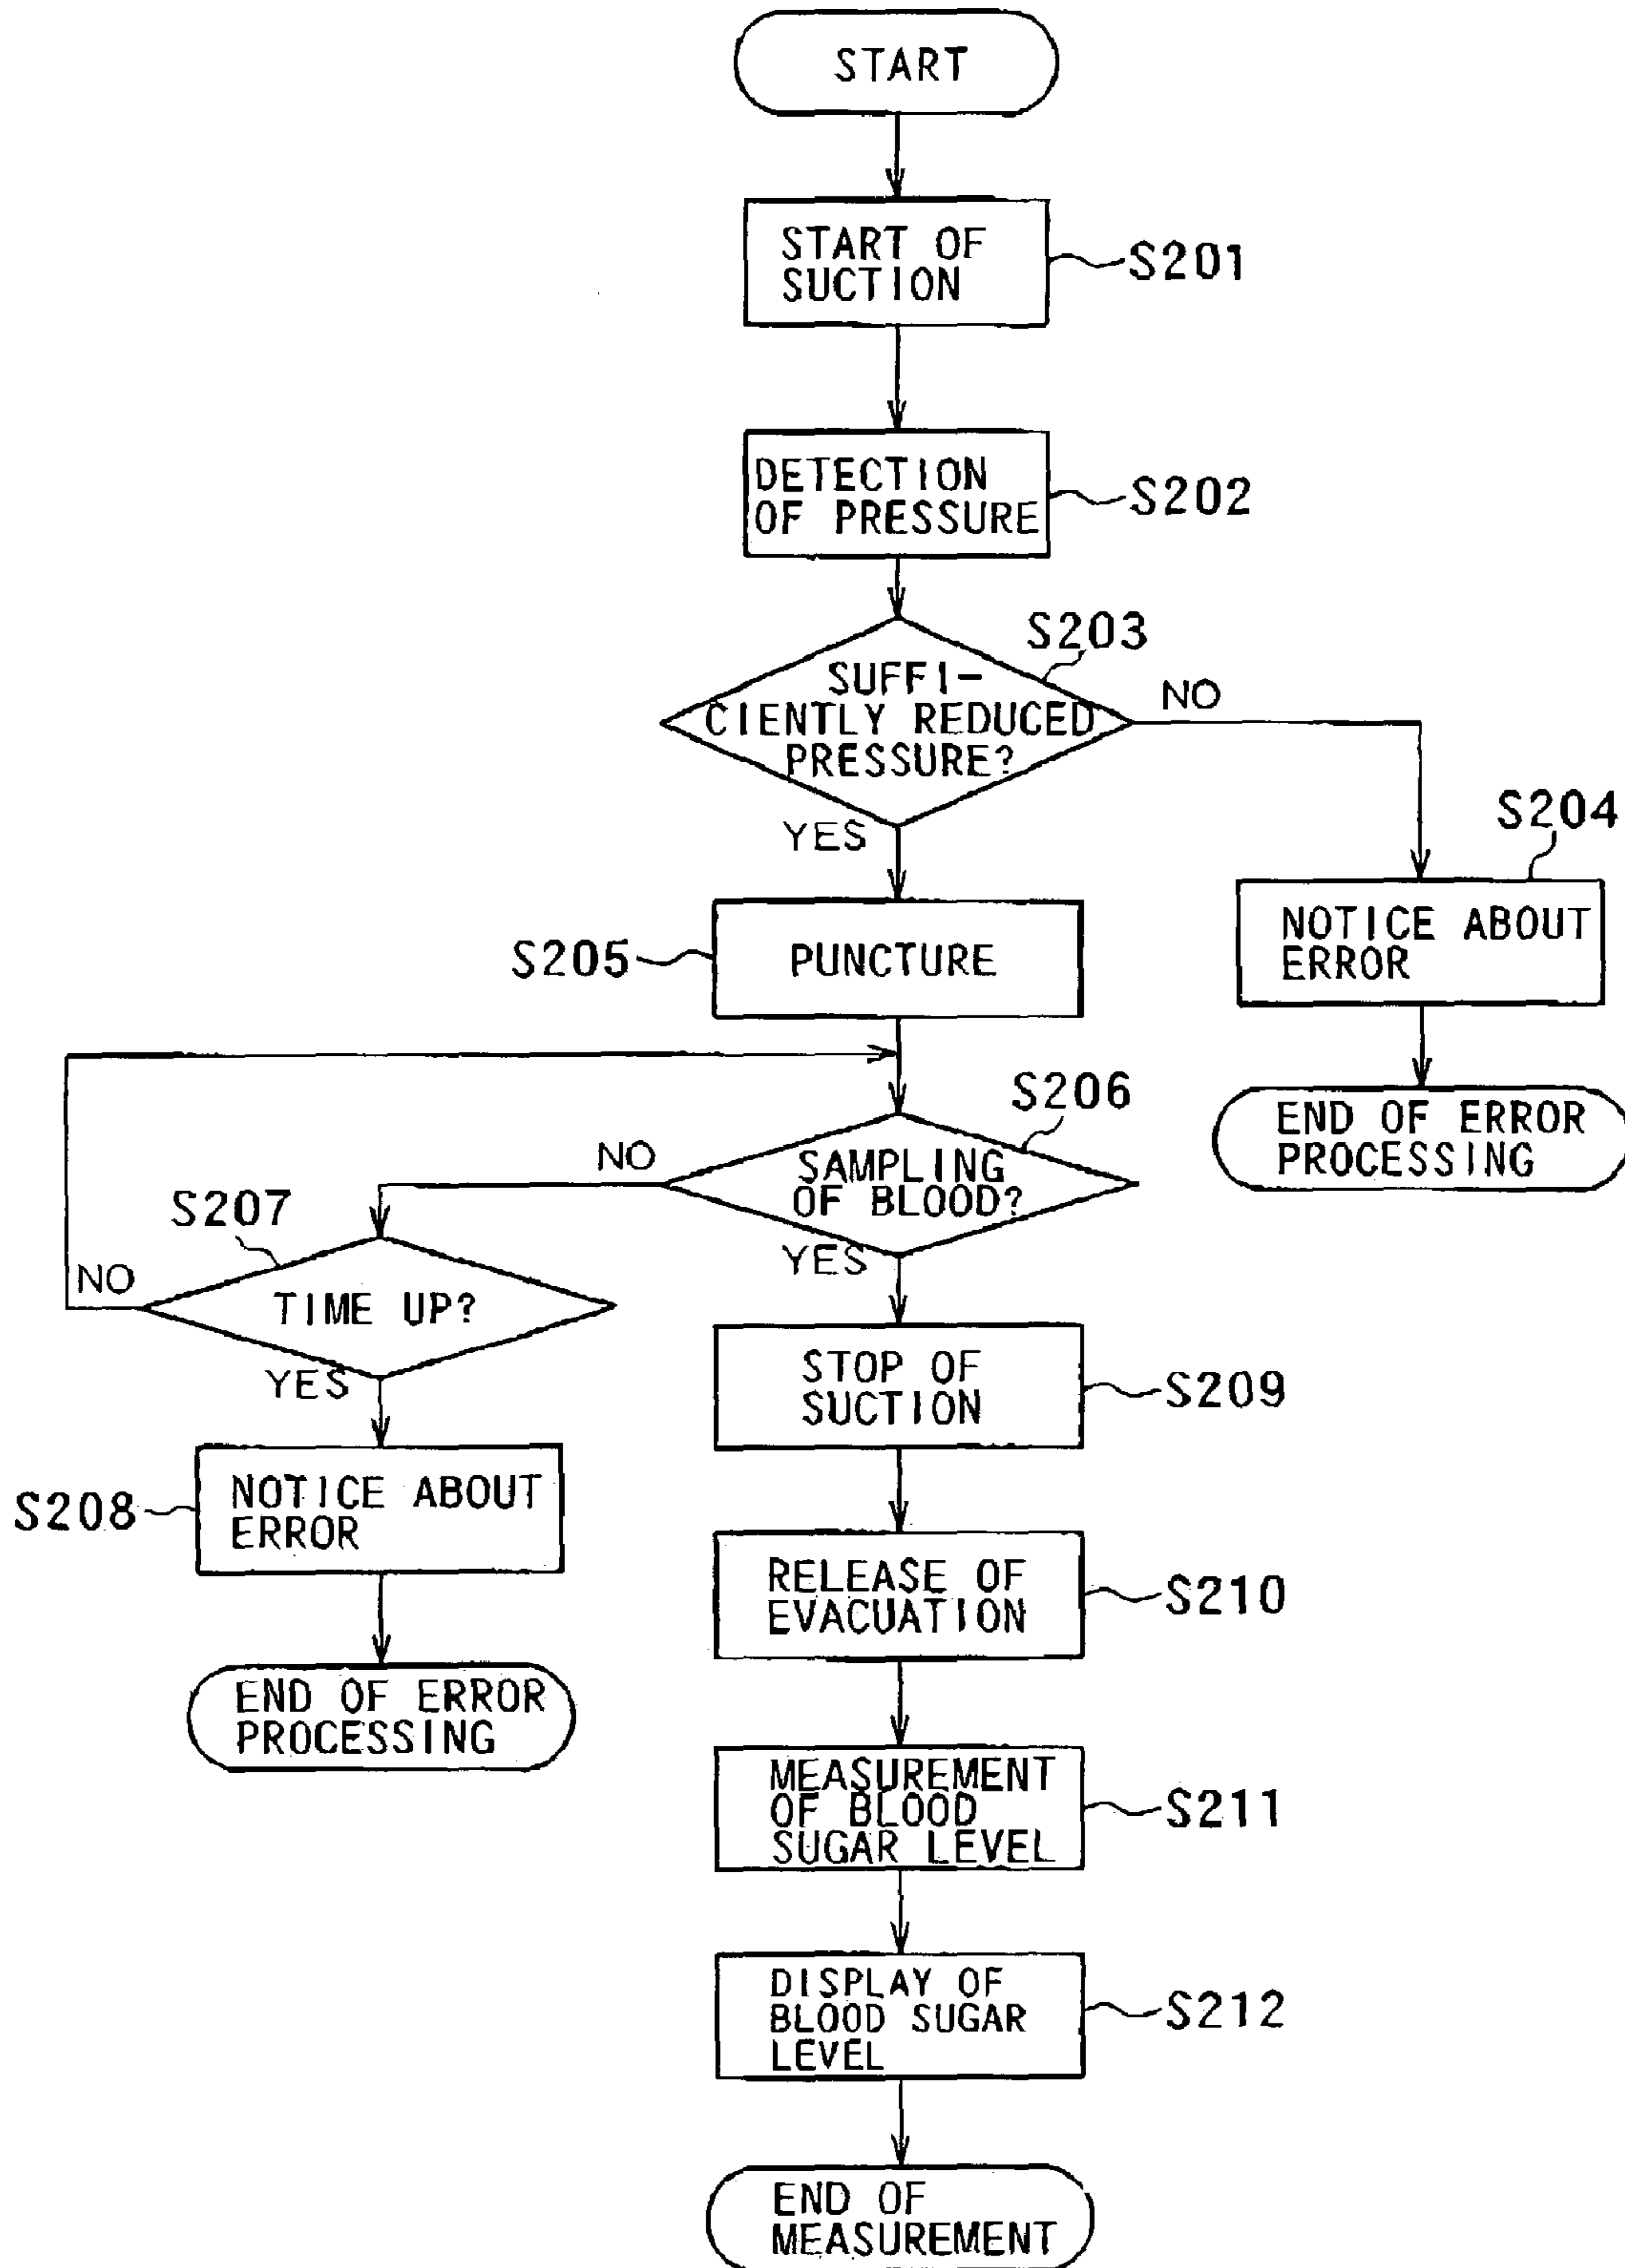 START
START OF
SUCTION
S201
DETECTION
OF PRESSURE
S202
S203
SUFFI-
CIENTLY REDUCED
PRESSURE?
NO
YES
S204
NOTICE ABOUT
ERROR
END OF ERROR
PROCESSING
S205
PUNCTURE
S206
SAMPLING
OF BLOOD?
NO
YES
S207
TIME UP?
NO
YES
S208
NOTICE ABOUT
ERROR
END OF ERROR
PROCESSING
STOP OF
SUCTION
S209
RELEASE OF
EVACUATION
S210
MEASUREMENT
OF BLOOD
SUGAR LEVEL
S211
DISPLAY OF
BLOOD SUGAR
LEVEL
S212
END OF
MEASUREMENT